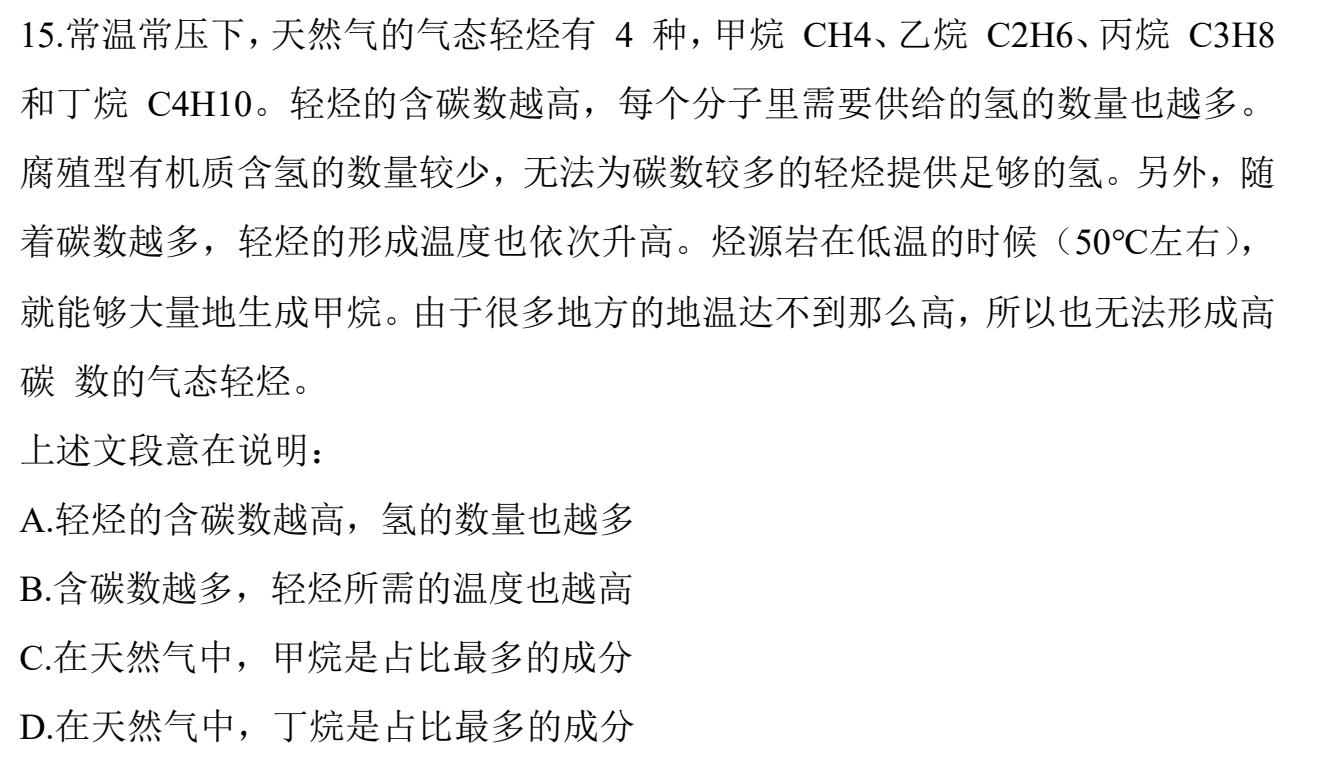 15.常温常压下，天然气的气态轻烃有 4 种，甲烷 CH4、乙烷 C2H6、丙烷 C3H8
和丁烷 C4H10。轻烃的含碳数越高，每个分子里需要供给的氢的数量也越多。
腐殖型有机质含氢的数量较少，无法为碳数较多的轻烃提供足够的氢。另外，随
着碳数越多，轻烃的形成温度也依次升高。烃源岩在低温的时候（50℃左右），
就能够大量地生成甲烷。由于很多地方的地温达不到那么高，所以也无法形成高
碳 数的气态轻烃。
上述文段意在说明：
A.轻烃的含碳数越高，氢的数量也越多
B.含碳数越多，轻烃所需的温度也越高
C.在天然气中，甲烷是占比最多的成分
D.在天然气中，丁烷是占比最多的成分